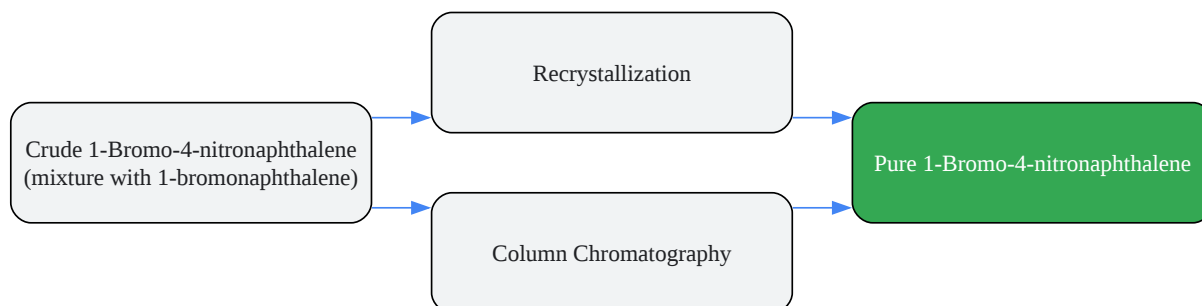 Recrystallization
Crude 1-Bromo-4-nitronaphthalene
(mixture with 1-bromonaphthalene)
Pure 1-Bromo-4-nitronaphthalene
Column Chromatography